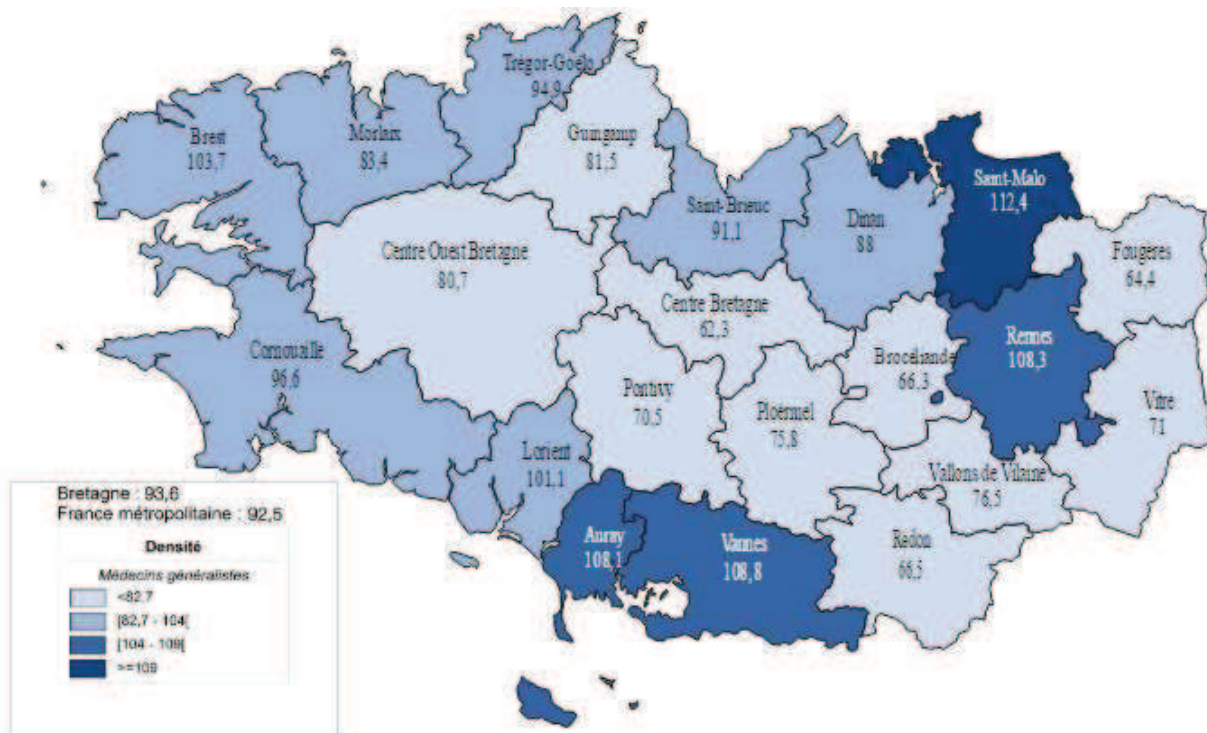 Trégor-Goëlo
94,9
Brest
103,7
Morlaix
83,4
Guingamp
81,5
Saint-Malo
112,4
Saint-Brieuc
91,1
Dinan
88
Fougères
64,4
Centre Ouest Bretagne
80,7
Centre Bretagne
62,3
Rennes
108,3
Brocéliande
66,3
Cornouaille
96,6
Pontivy
70,5
Ploërmel
75,8
Vitre
71
Lorient
101,1
Vallons de Vilaine
76,5
Auray
108,1
Vannes
108,8
Redon
66,5
Bretagne : 93,6
France métropolitaine : 92,5
Densité
Médecins généralistes
<82,7
[82,7 - 104[
[104 - 109[
>=109